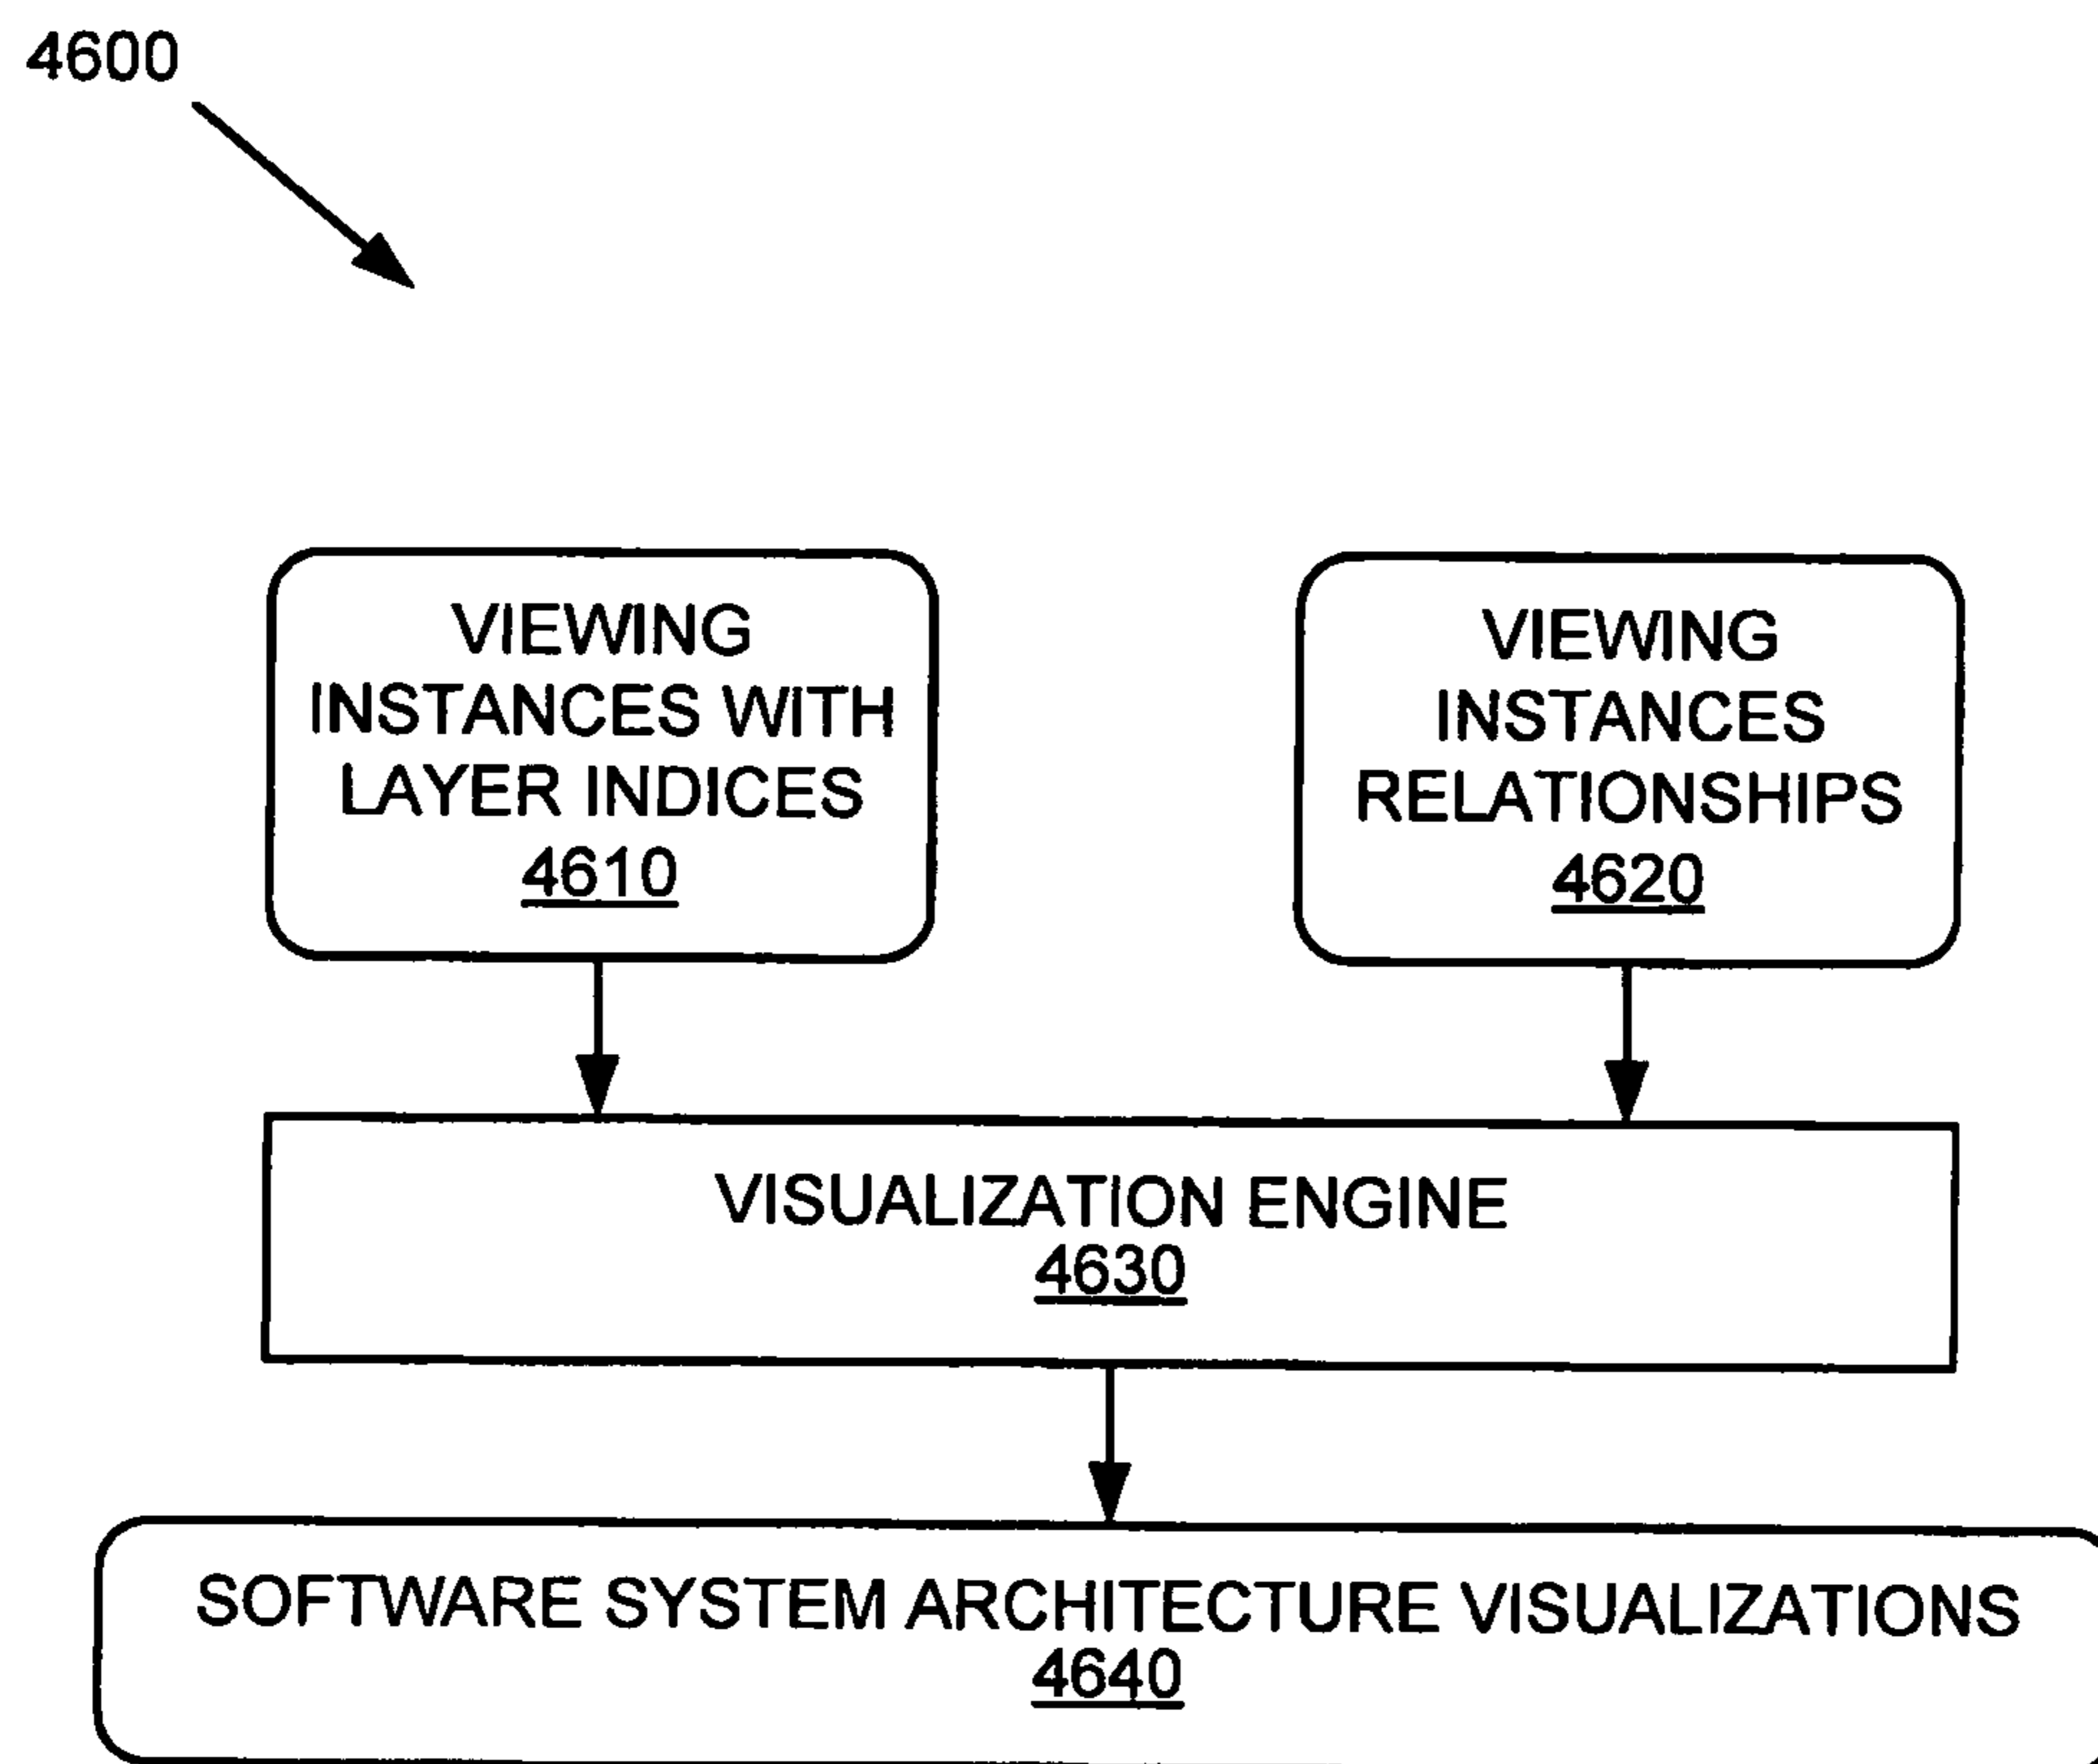 4600
VIEWING
INSTANCES WITH
LAYER INDICES
4610
VIEWING
INSTANCES
RELATIONSHIPS
4620
VISUALIZATION ENGINE
4630
SOFTWARE SYSTEM ARCHITECTURE VISUALIZATIONS
4640